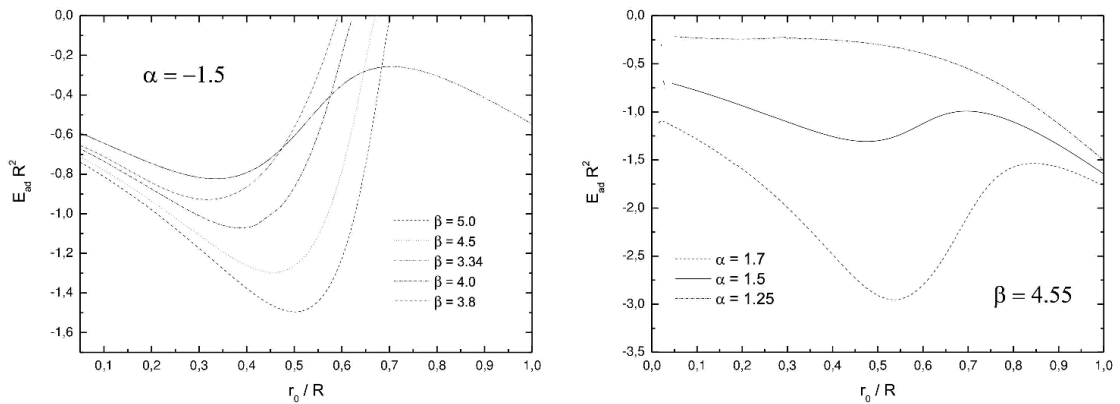 0,0
-0,2
-0,4
-0,6
-0,8
-1,0
-1,2
-1,4
-1,6
E_ad R²
α = −1.5
β = 5.0
β = 4.5
β = 3.34
β = 4.0
β = 3.8
0,1 0,2 0,3 0,4 0,5 0,6 0,7 0,8 0,9 1,0
r₀ / R
0,0
-0,5
-1,0
-1,5
-2,0
-2,5
-3,0
-3,5
E_ad R²
α = 1.7
α = 1.5
α = 1.25
β = 4.55
0,0 0,1 0,2 0,3 0,4 0,5 0,6 0,7 0,8 0,9 1,0
r₀ / R